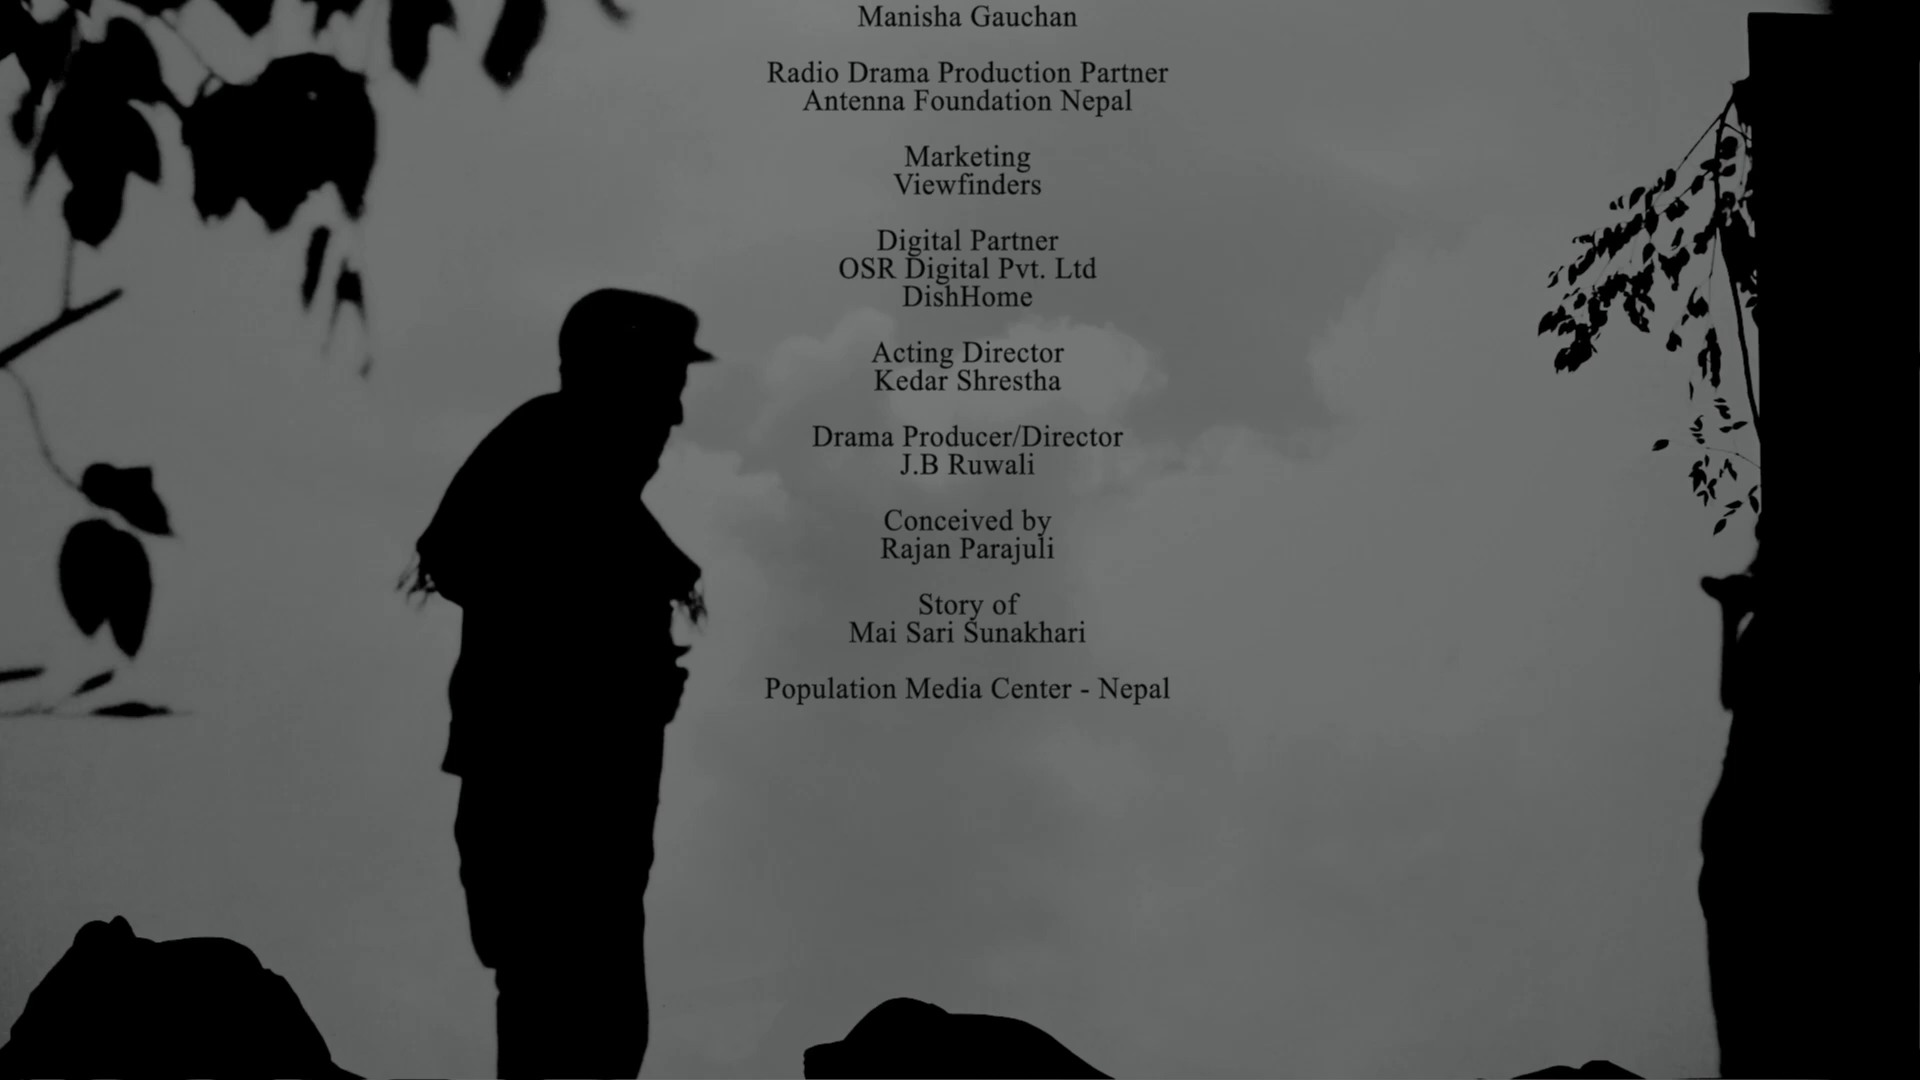 Manisha Gauchan
Radio Drama Production Partner
Antenna Foundation Nepal
Marketing
Viewfinders
Digital Partner
OSR Digital Pvt. Ltd
DishHome
Acting Director
Kedar Shrestha
Drama Producer/Director
J.B Ruwali
Conceived by
Rajan Parajuli
Story of
Mai Sari Sunakhari
Population Media Center - Nepal